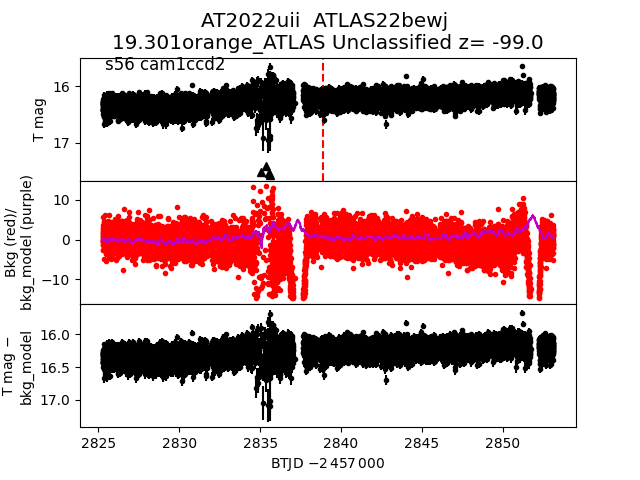 AT2022uii  ATLAS22bewj
19.301orange_ATLAS Unclassified z= -99.0
s56 cam1ccd2
T mag
16
17
Bkg (red)/
bkg_model (purple)
10
0
−10
T mag −
bkg_model
16.0
16.5
17.0
2825
2830
2835
2840
2845
2850
BTJD −2 457 000